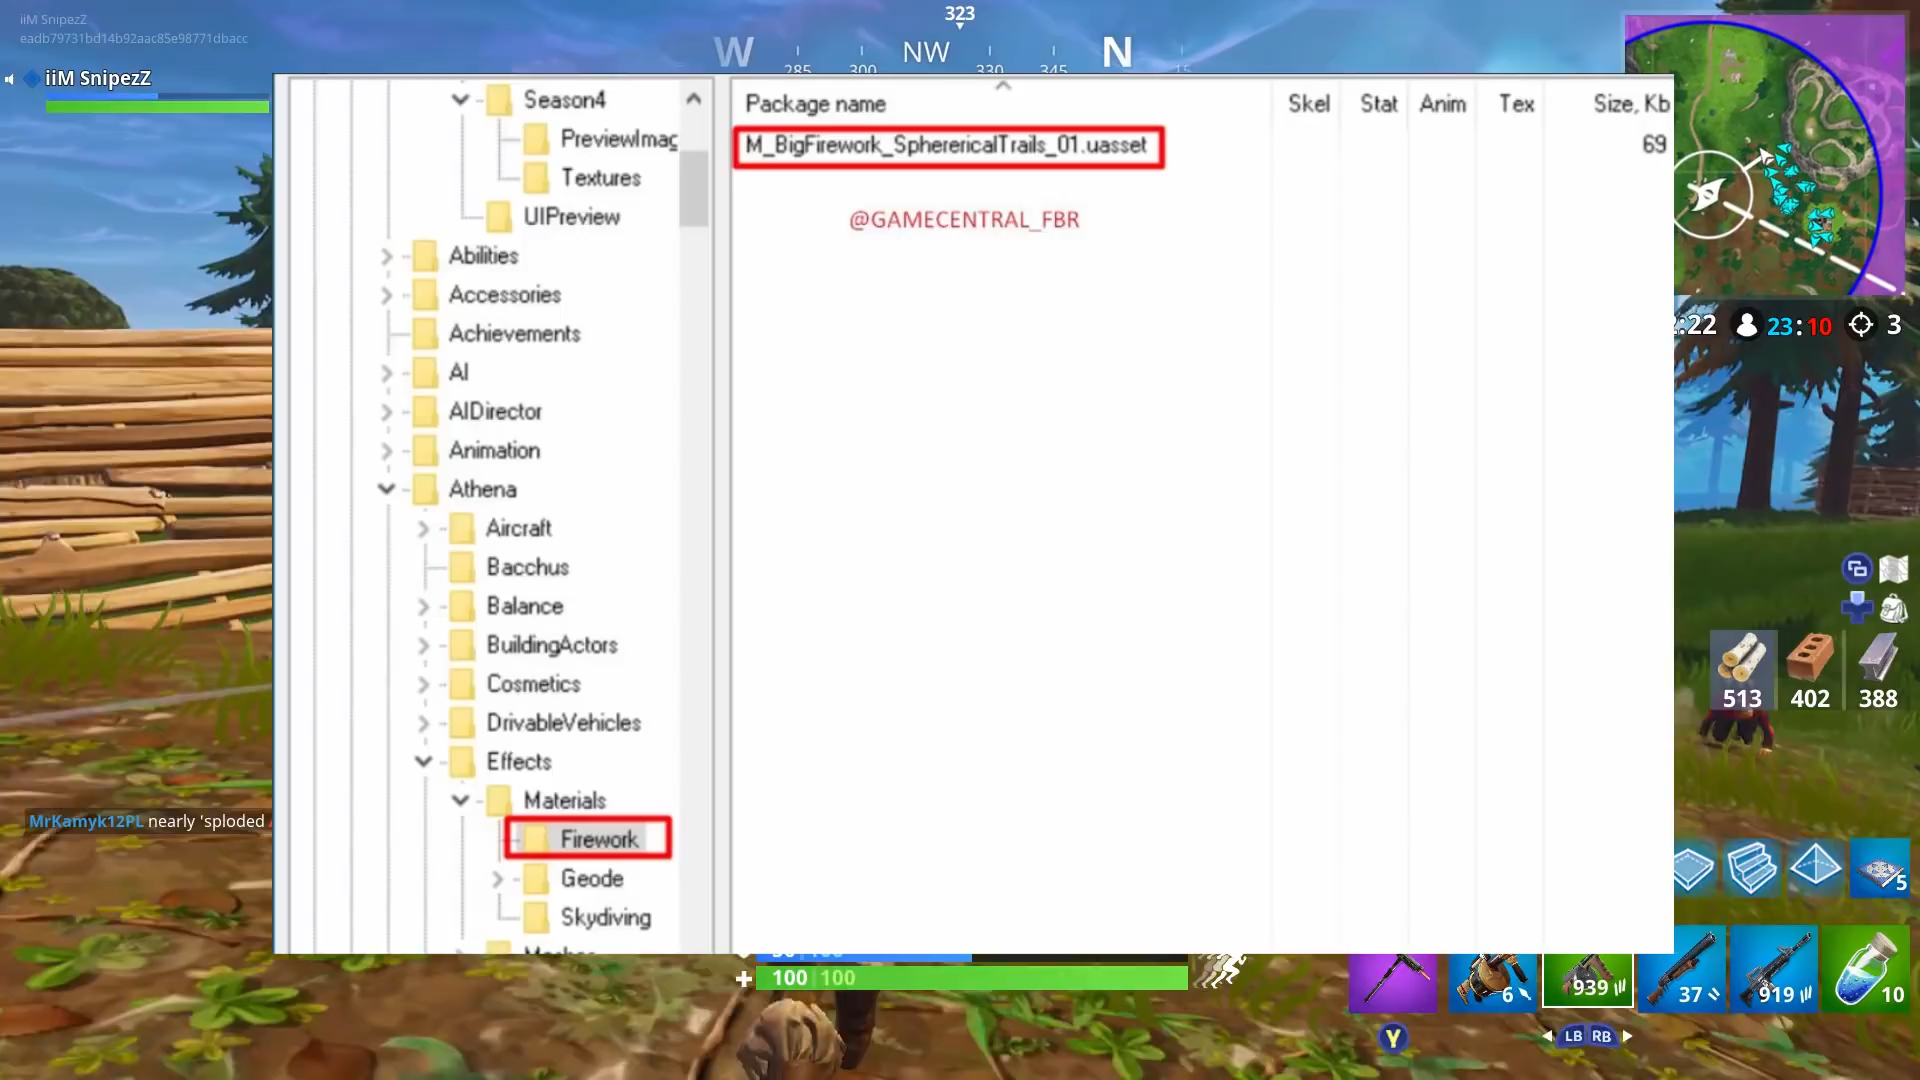 iiM SnipezZ
eadb79731bd14b92aac85e98771dbacc
iiM SnipezZ
323
W NW N
285 300 330 345 15
Season4
PreviewImag
Textures
UIPreview
Abilities
Accessories
Achievements
AI
AIDirector
Animation
Athena
Aircraft
Bacchus
Balance
BuildingActors
Cosmetics
DrivableVehicles
Effects
Materials
Firework
Geode
Skydiving
Package name Skel Stat Anim Tex Size, Kb
M_BigFirework_SpherericalTrails_01.uasset 69
@GAMECENTRAL_FBR
:22 23:10 3
513 402 388
MrKamyk12PL nearly 'sploded
5
100 | 100
6 939 37 919 10
Y LB RB